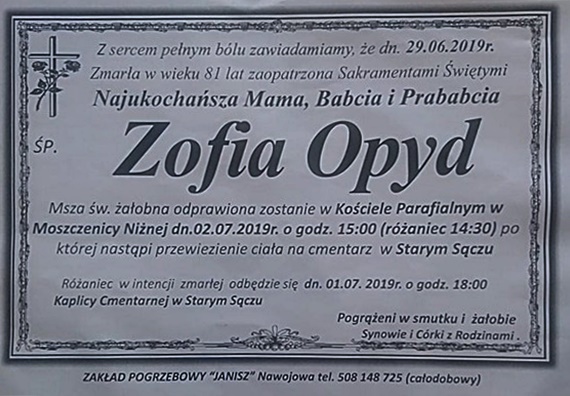 Z sercem pełnym bólu zawiadamiamy, że dn. 29.06.2019r.
Zmarła w wieku 81 lat zaopatrzona Sakramentami Świętymi
Najukochańsza Mama, Babcia i Prababcia
ŚP. Zofia Opyd
Msza św. żałobna odprawiona zostanie w Kościele Parafialnym w
Moszczenicy Niżnej dn.02.07.2019r. o godz. 15:00 (różaniec 14:30) po
której nastąpi przewiezienie ciała na cmentarz w Starym Sączu
Różaniec w intencji zmarłej odbędzie się dn. 01.07. 2019r. o godz. 18:00
Kaplicy Cmentarnej w Starym Sączu
Pogrążeni w smutku i żałobie
Synowie i Córki z Rodzinami .
ZAKŁAD POGRZEBOWY "JANISZ" Nawojowa tel. 508 148 725 (całodobowy)